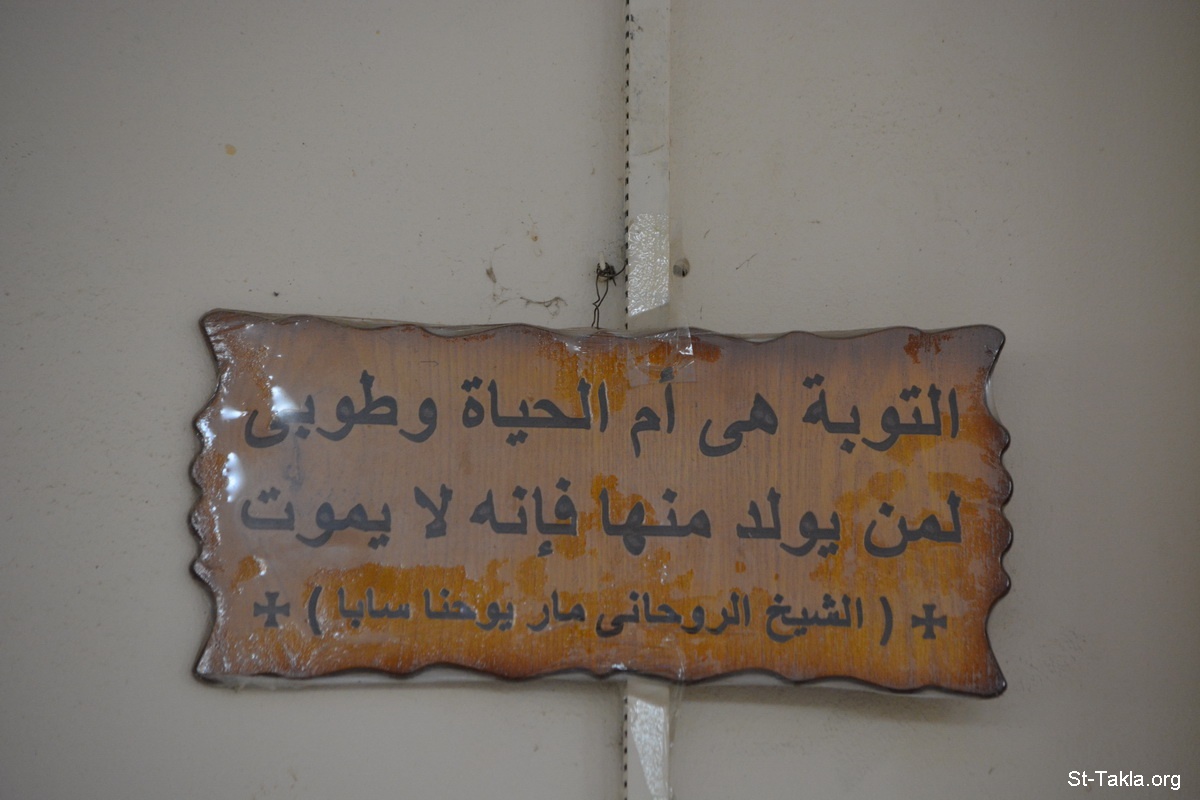 التوبة هى أم الحياة وطوبى
لمن يولد منها فإنه لا يموت
✠ ( الشيخ الروحانى مار يوحنا سابا ) ✠
St-Takla.org